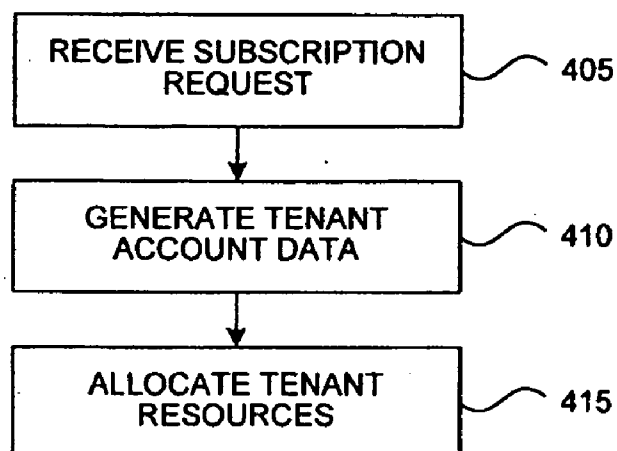 RECEIVE SUBSCRIPTION
REQUEST
405
GENERATE TENANT
ACCOUNT DATA
410
ALLOCATE TENANT
RESOURCES
415